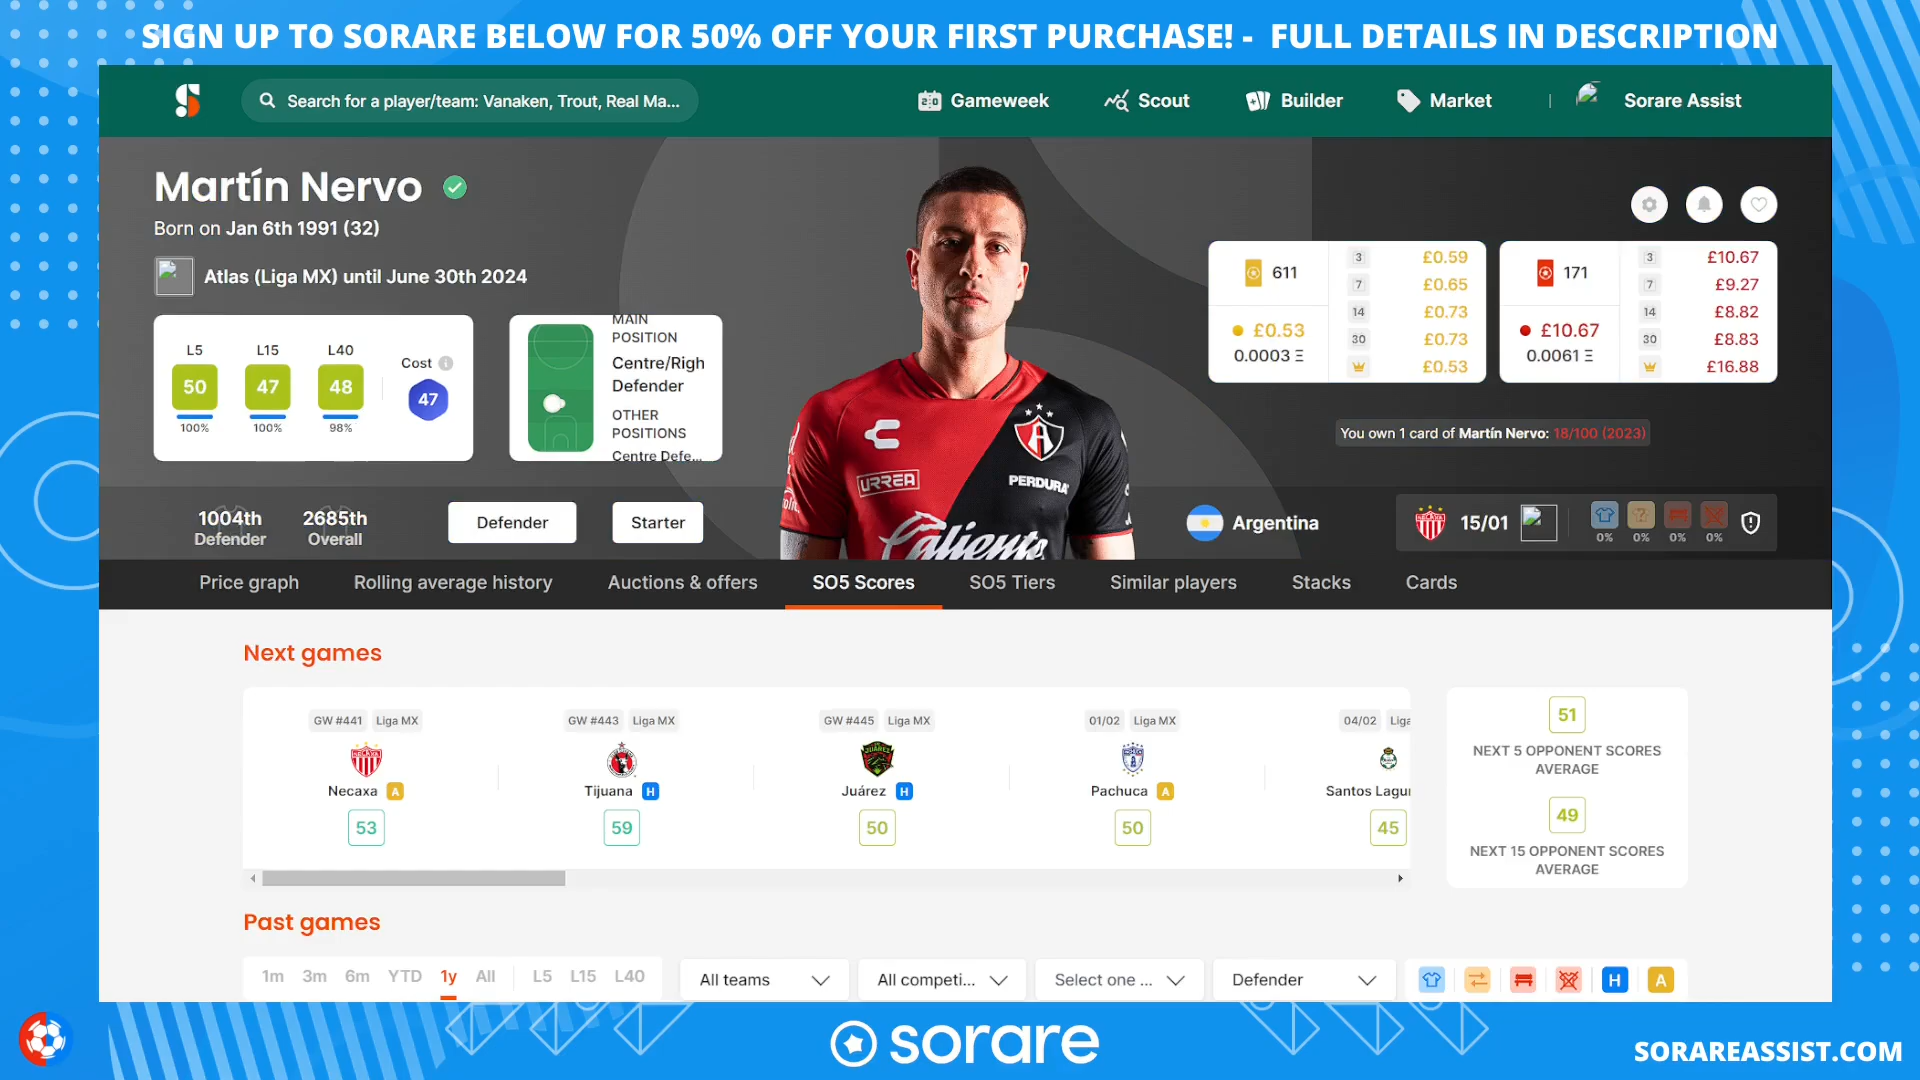 SIGN UP TO SORARE BELOW FOR 50% OFF YOUR FIRST PURCHASE! - FULL DETAILS IN DESCRIPTION
Search for a player/team: Vanaken, Trout, Real Ma...
Gameweek
Scout
Builder
Market
Sorare Assist
Martín Nervo
Born on Jan 6th 1991 (32)
Atlas (Liga MX) until June 30th 2024
L5 L15 L40
Cost
50 47 48 47
100% 100% 98%
MAIN
POSITION
Centre/Righ
Defender
OTHER
POSITIONS
Centre Defe...
URREA
PERDURA
Caliente
611
£0.53
0.0003 Ξ
3 £0.59
7 £0.65
14 £0.73
30 £0.73
£0.53
171
£10.67
0.0061 Ξ
3 £10.67
7 £9.27
14 £8.82
30 £8.83
£16.88
You own 1 card of Martín Nervo: 18/100 (2023)
1004th
Defender
2685th
Overall
Defender
Starter
Argentina
15/01
0% 0% 0% 0%
Price graph
Rolling average history
Auctions & offers
SO5 Scores
SO5 Tiers
Similar players
Stacks
Cards
Next games
GW #441 Liga MX
Necaxa A
53
GW #443 Liga MX
Tijuana H
59
GW #445 Liga MX
Juárez H
50
01/02 Liga MX
Pachuca A
50
04/02 Liga
Santos Lagun
45
51
NEXT 5 OPPONENT SCORES
AVERAGE
49
NEXT 15 OPPONENT SCORES
AVERAGE
Past games
1m 3m 6m YTD 1y All L5 L15 L40
All teams
All competi...
Select one ...
Defender
H
A
sorare
SORAREASSIST.COM